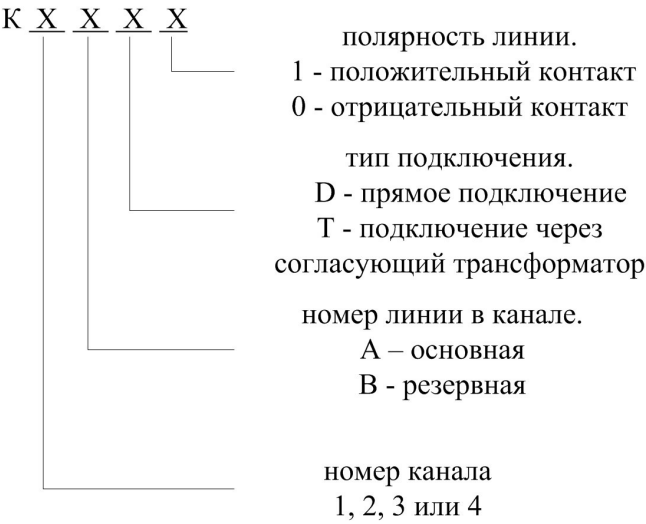 К Х Х Х Х
полярность линии.
1 - положительный контакт
0 - отрицательный контакт
тип подключения.
D - прямое подключение
T - подключение через
согласующий трансформатор
номер линии в канале.
А – основная
В - резервная
номер канала
1, 2, 3 или 4